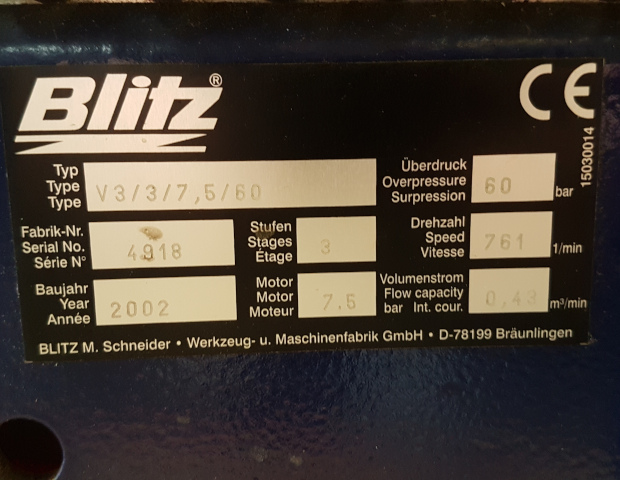 Blitz®
CE
15030014
Typ
Type
Type
V3/3/7,5/60
Überdruck
Overpressure
Surpression
60
bar
Fabrik-Nr.
Serial No.
Série N°
4918
Stufen
Stages
Étage
3
Drehzahl
Speed
Vitesse
761
1/min
Baujahr
Year
Année
2002
Motor
Motor
Moteur
7.5
Volumenstrom
Flow capacity
bar Int. cour.
0,43
m³/min
BLITZ M. Schneider • Werkzeug- u. Maschinenfabrik GmbH • D-78199 Bräunlingen